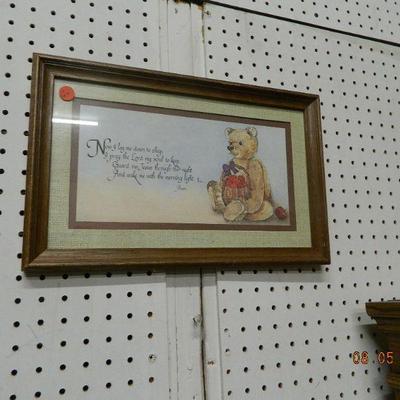 Now I lay me down to sleep,
I pray the Lord my soul to keep.
Guard me Jesus through the night
And wake me with the morning light.
08.05